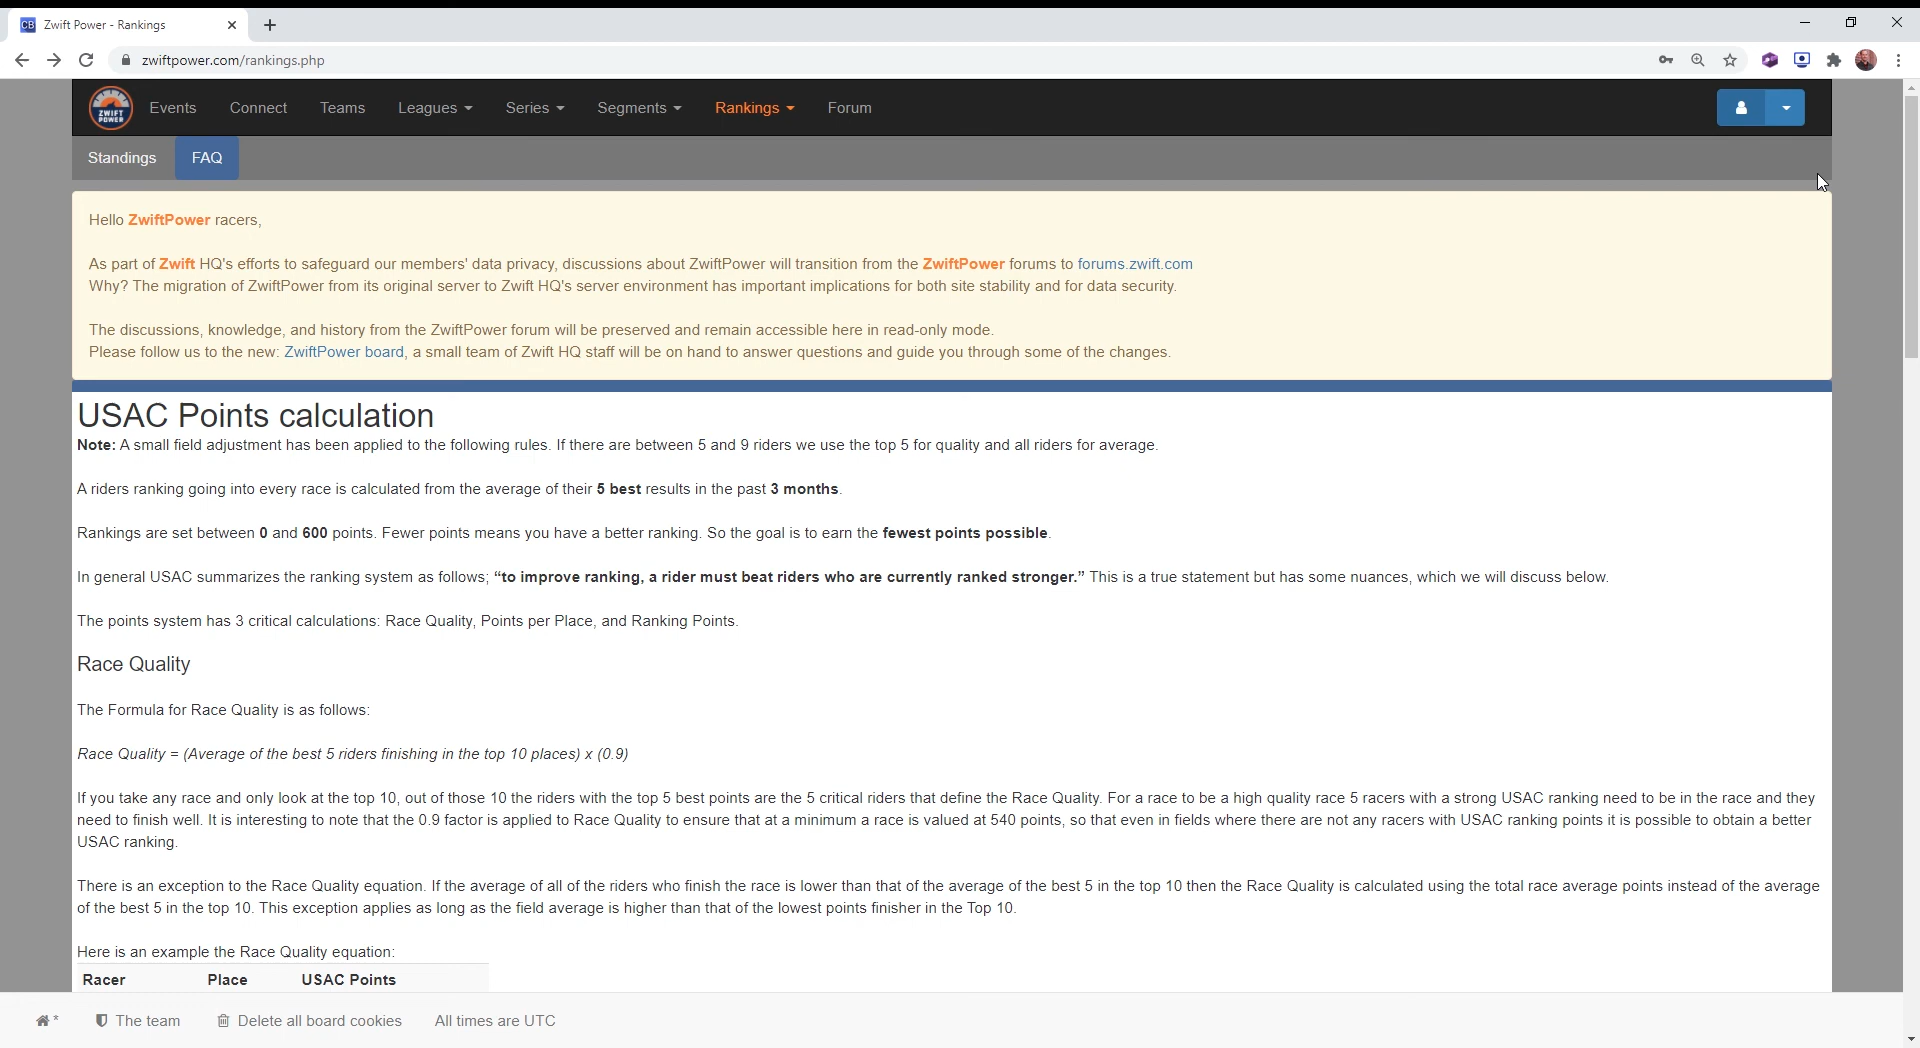 CB Zwift Power - Rankings
zwiftpower.com/rankings.php
ZWIFT POWER Events Connect Teams Leagues Series Segments Rankings Forum
Standings FAQ
Hello ZwiftPower racers,
As part of Zwift HQ's efforts to safeguard our members' data privacy, discussions about ZwiftPower will transition from the ZwiftPower forums to forums.zwift.com
Why? The migration of ZwiftPower from its original server to Zwift HQ's server environment has important implications for both site stability and for data security.
The discussions, knowledge, and history from the ZwiftPower forum will be preserved and remain accessible here in read-only mode.
Please follow us to the new: ZwiftPower board, a small team of Zwift HQ staff will be on hand to answer questions and guide you through some of the changes.
USAC Points calculation
Note: A small field adjustment has been applied to the following rules. If there are between 5 and 9 riders we use the top 5 for quality and all riders for average.
A riders ranking going into every race is calculated from the average of their 5 best results in the past 3 months.
Rankings are set between 0 and 600 points. Fewer points means you have a better ranking. So the goal is to earn the fewest points possible.
In general USAC summarizes the ranking system as follows; “to improve ranking, a rider must beat riders who are currently ranked stronger.” This is a true statement but has some nuances, which we will discuss below.
The points system has 3 critical calculations: Race Quality, Points per Place, and Ranking Points.
Race Quality
The Formula for Race Quality is as follows:
Race Quality = (Average of the best 5 riders finishing in the top 10 places) x (0.9)
If you take any race and only look at the top 10, out of those 10 the riders with the top 5 best points are the 5 critical riders that define the Race Quality. For a race to be a high quality race 5 racers with a strong USAC ranking need to be in the race and they
need to finish well. It is interesting to note that the 0.9 factor is applied to Race Quality to ensure that at a minimum a race is valued at 540 points, so that even in fields where there are not any racers with USAC ranking points it is possible to obtain a better
USAC ranking.
There is an exception to the Race Quality equation. If the average of all of the riders who finish the race is lower than that of the average of the best 5 in the top 10 then the Race Quality is calculated using the total race average points instead of the average
of the best 5 in the top 10. This exception applies as long as the field average is higher than that of the lowest points finisher in the Top 10.
Here is an example the Race Quality equation:
Racer Place USAC Points
* The team Delete all board cookies All times are UTC